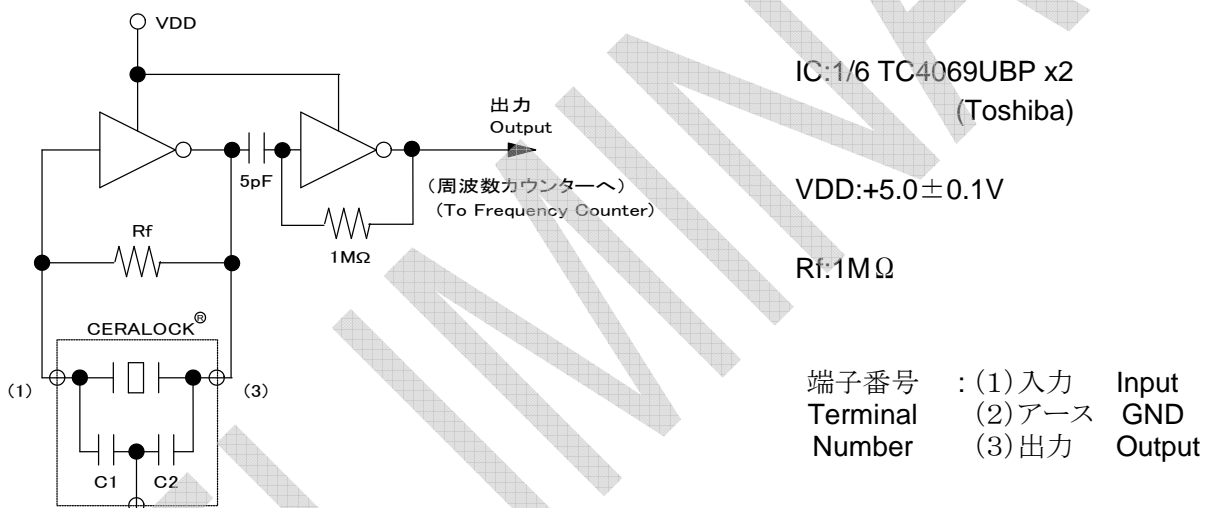 VDD
出力
Output
5pF
(周波数カウンターへ)
(To Frequency Counter)
Rf
1MΩ
CERALOCK®
(1)
(3)
C1
C2
IC:1/6 TC4069UBP x2
(Toshiba)
VDD:+5.0±0.1V
Rf:1MΩ
端子番号 :(1)入力 Input
Terminal (2)アース GND
Number (3)出力 Output